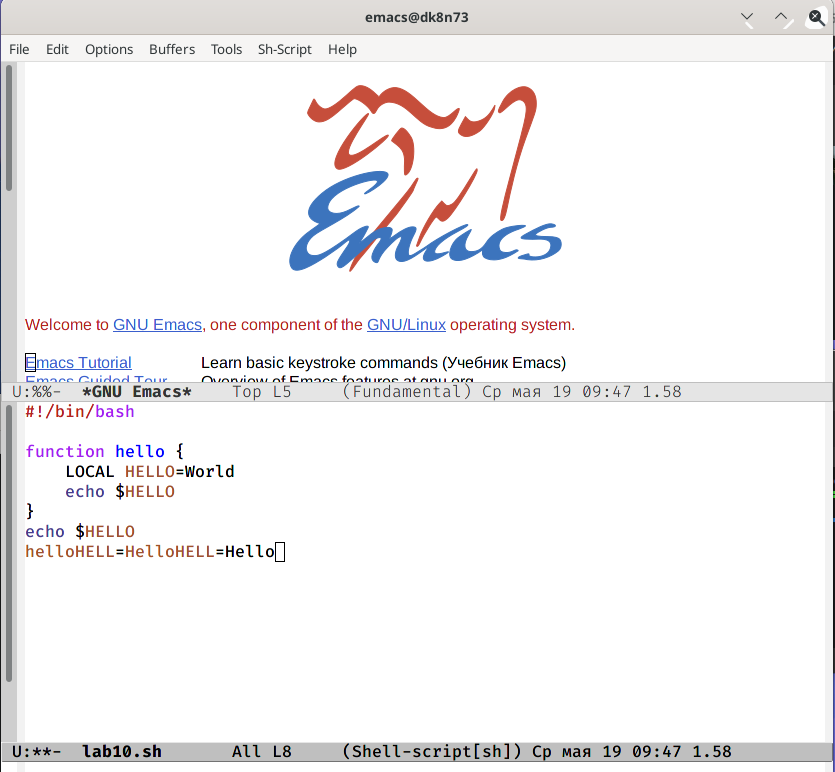 emacs@dk8n73
File Edit Options Buffers Tools Sh-Script Help
Emacs
Welcome to GNU Emacs, one component of the GNU/Linux operating system.
Emacs Tutorial Learn basic keystroke commands (Учебник Emacs)
Emacs Guided Tour Overview of Emacs features at gnu.org
U:%%- *GNU Emacs* Top L5 (Fundamental) Ср мая 19 09:47 1.58
#!/bin/bash
function hello {
LOCAL HELLO=World
echo $HELLO
}
echo $HELLO
helloHELL=HelloHELL=Hello
U:**- lab10.sh All L8 (Shell-script[sh]) Ср мая 19 09:47 1.58